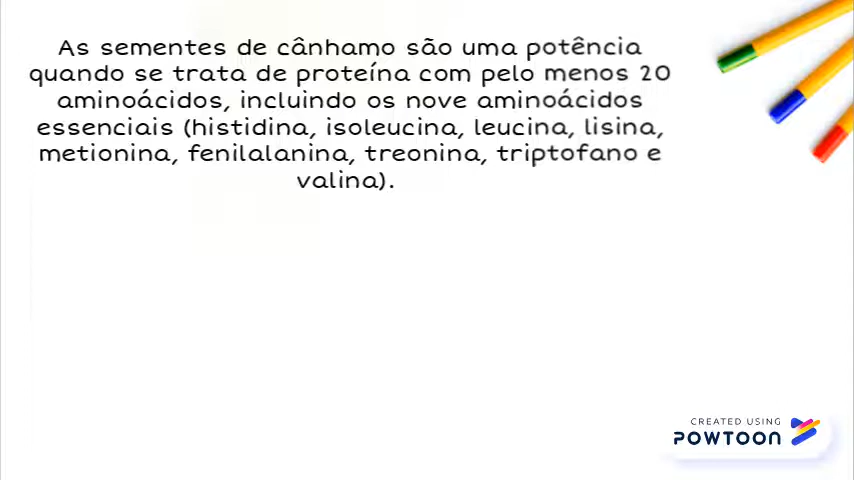 As sementes de cânhamo são uma potência
quando se trata de proteína com pelo menos 20
aminoácidos, incluindo os nove aminoácidos
essenciais (histidina, isoleucina, leucina, lisina,
metionina, fenilalanina, treonina, triptofano e
valina).
CREATED USING
POWTOON